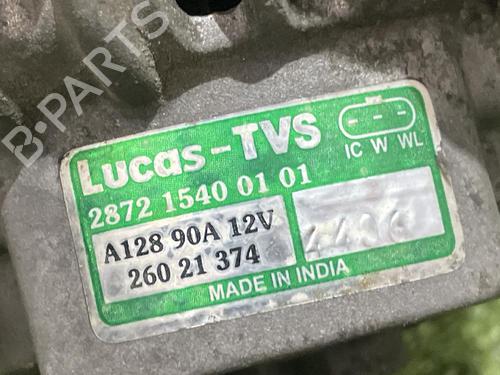 B-PARTS
Lucas-TVS
IC W WL
2872 1540 01 01
A128 90A 12V
260 21 374
MADE IN INDIA